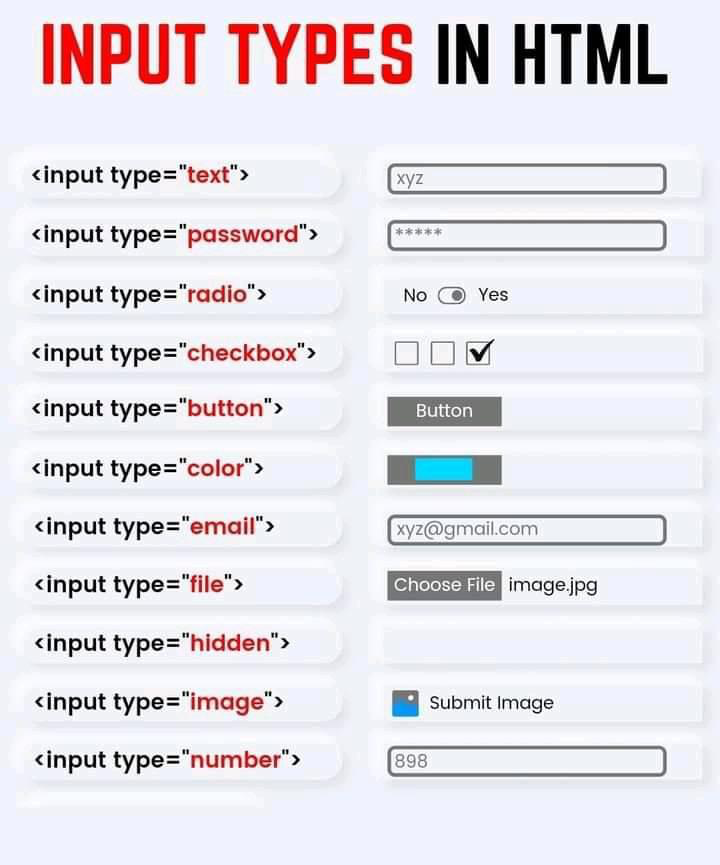 INPUT TYPES IN HTML
<input type="text"> xyz
<input type="password"> *****
<input type="radio"> No Yes
<input type="checkbox">
<input type="button"> Button
<input type="color">
<input type="email"> xyz@gmail.com
<input type="file"> Choose File image.jpg
<input type="hidden">
<input type="image"> Submit Image
<input type="number"> 898